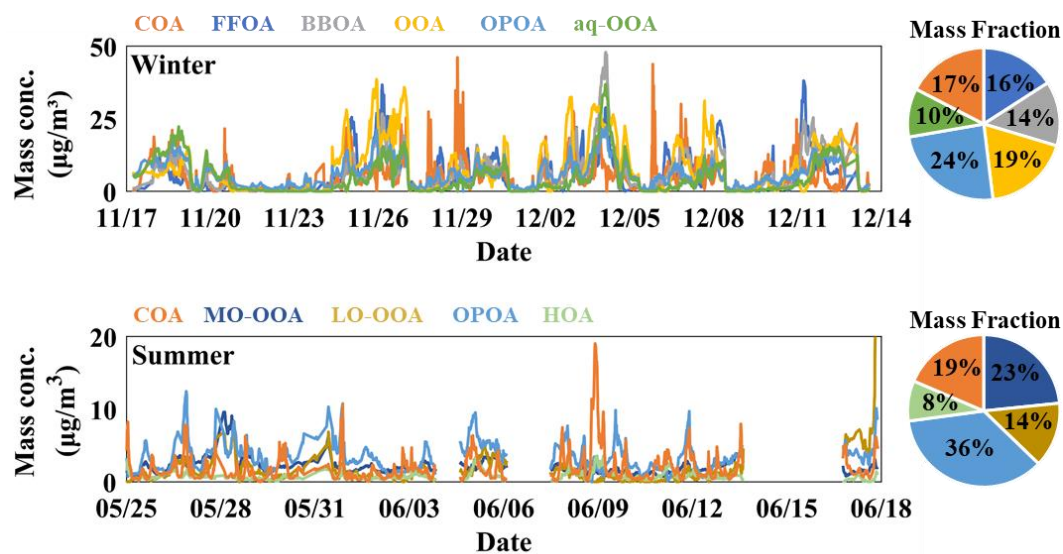 COA FFOA BBOA OOA OPOA aq-OOA
Mass Fraction
Mass conc.
(μg/m³)
50
25
0
Winter
17% 16%
10% 14%
24% 19%
11/17 11/20 11/23 11/26 11/29 12/02 12/05 12/08 12/11 12/14
Date
COA MO-OOA LO-OOA OPOA HOA
Mass Fraction
Mass conc.
(μg/m³)
20
10
0
Summer
19% 23%
8% 14%
36%
05/25 05/28 05/31 06/03 06/06 06/09 06/12 06/15 06/18
Date